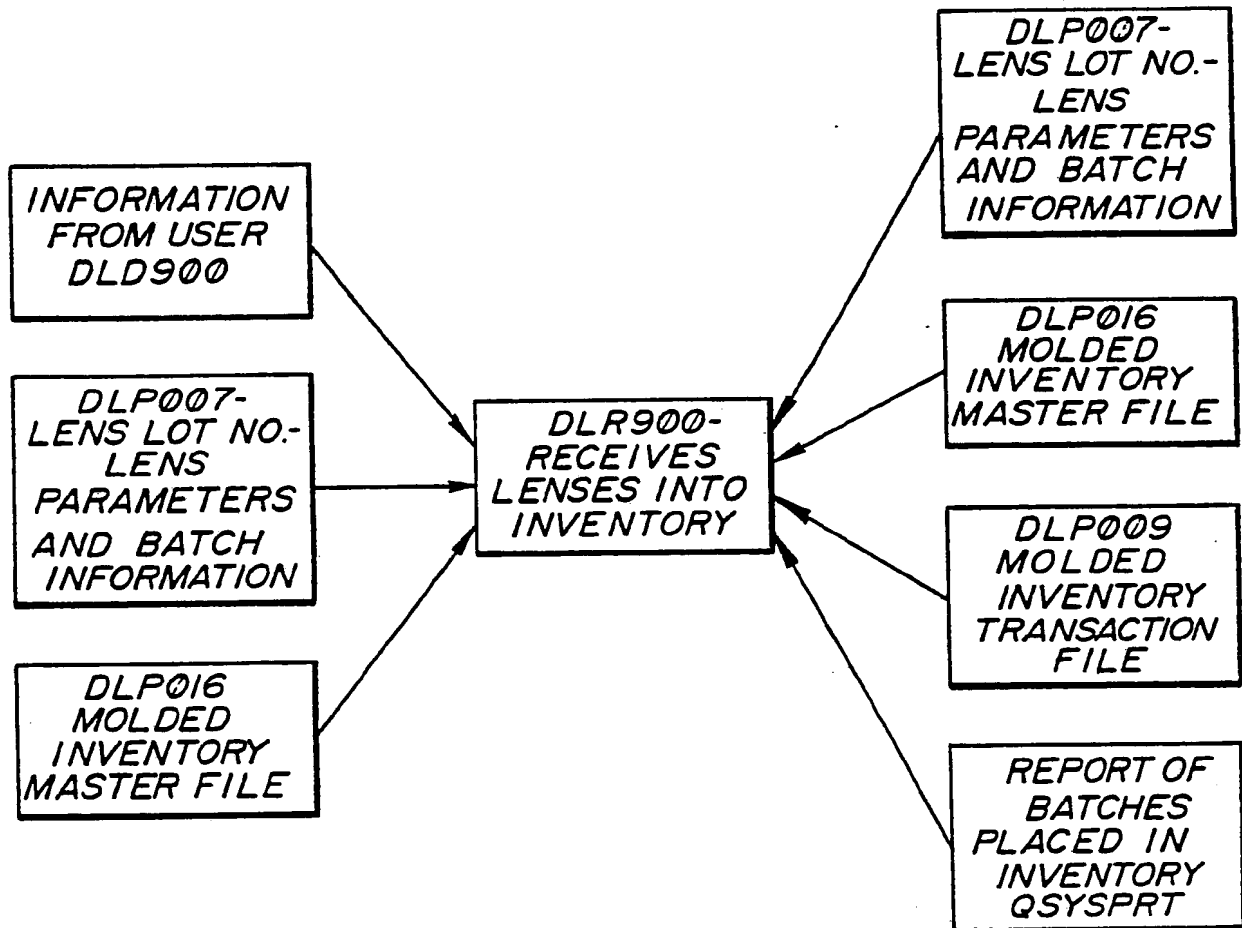 INFORMATION
FROM USER
DLD900
DLP007-
LENS LOT NO.-
LENS
PARAMETERS
AND BATCH
INFORMATION
DLP016
MOLDED
INVENTORY
MASTER FILE
DLR900-
RECEIVES
LENSES INTO
INVENTORY
DLP007-
LENS LOT NO.-
LENS
PARAMETERS
AND BATCH
INFORMATION
DLP016
MOLDED
INVENTORY
MASTER FILE
DLP009
MOLDED
INVENTORY
TRANSACTION
FILE
REPORT OF
BATCHES
PLACED IN
INVENTORY
QSYSPRT